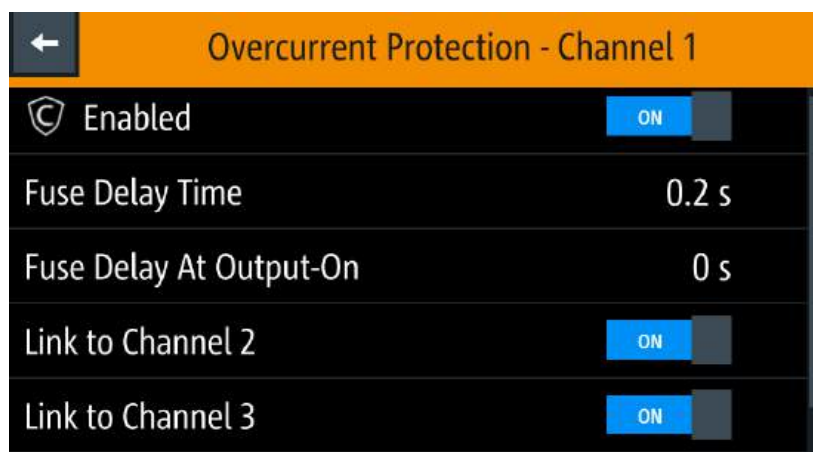 Overcurrent Protection - Channel 1
C Enabled ON
Fuse Delay Time 0.2 s
Fuse Delay At Output-On 0 s
Link to Channel 2 ON
Link to Channel 3 ON